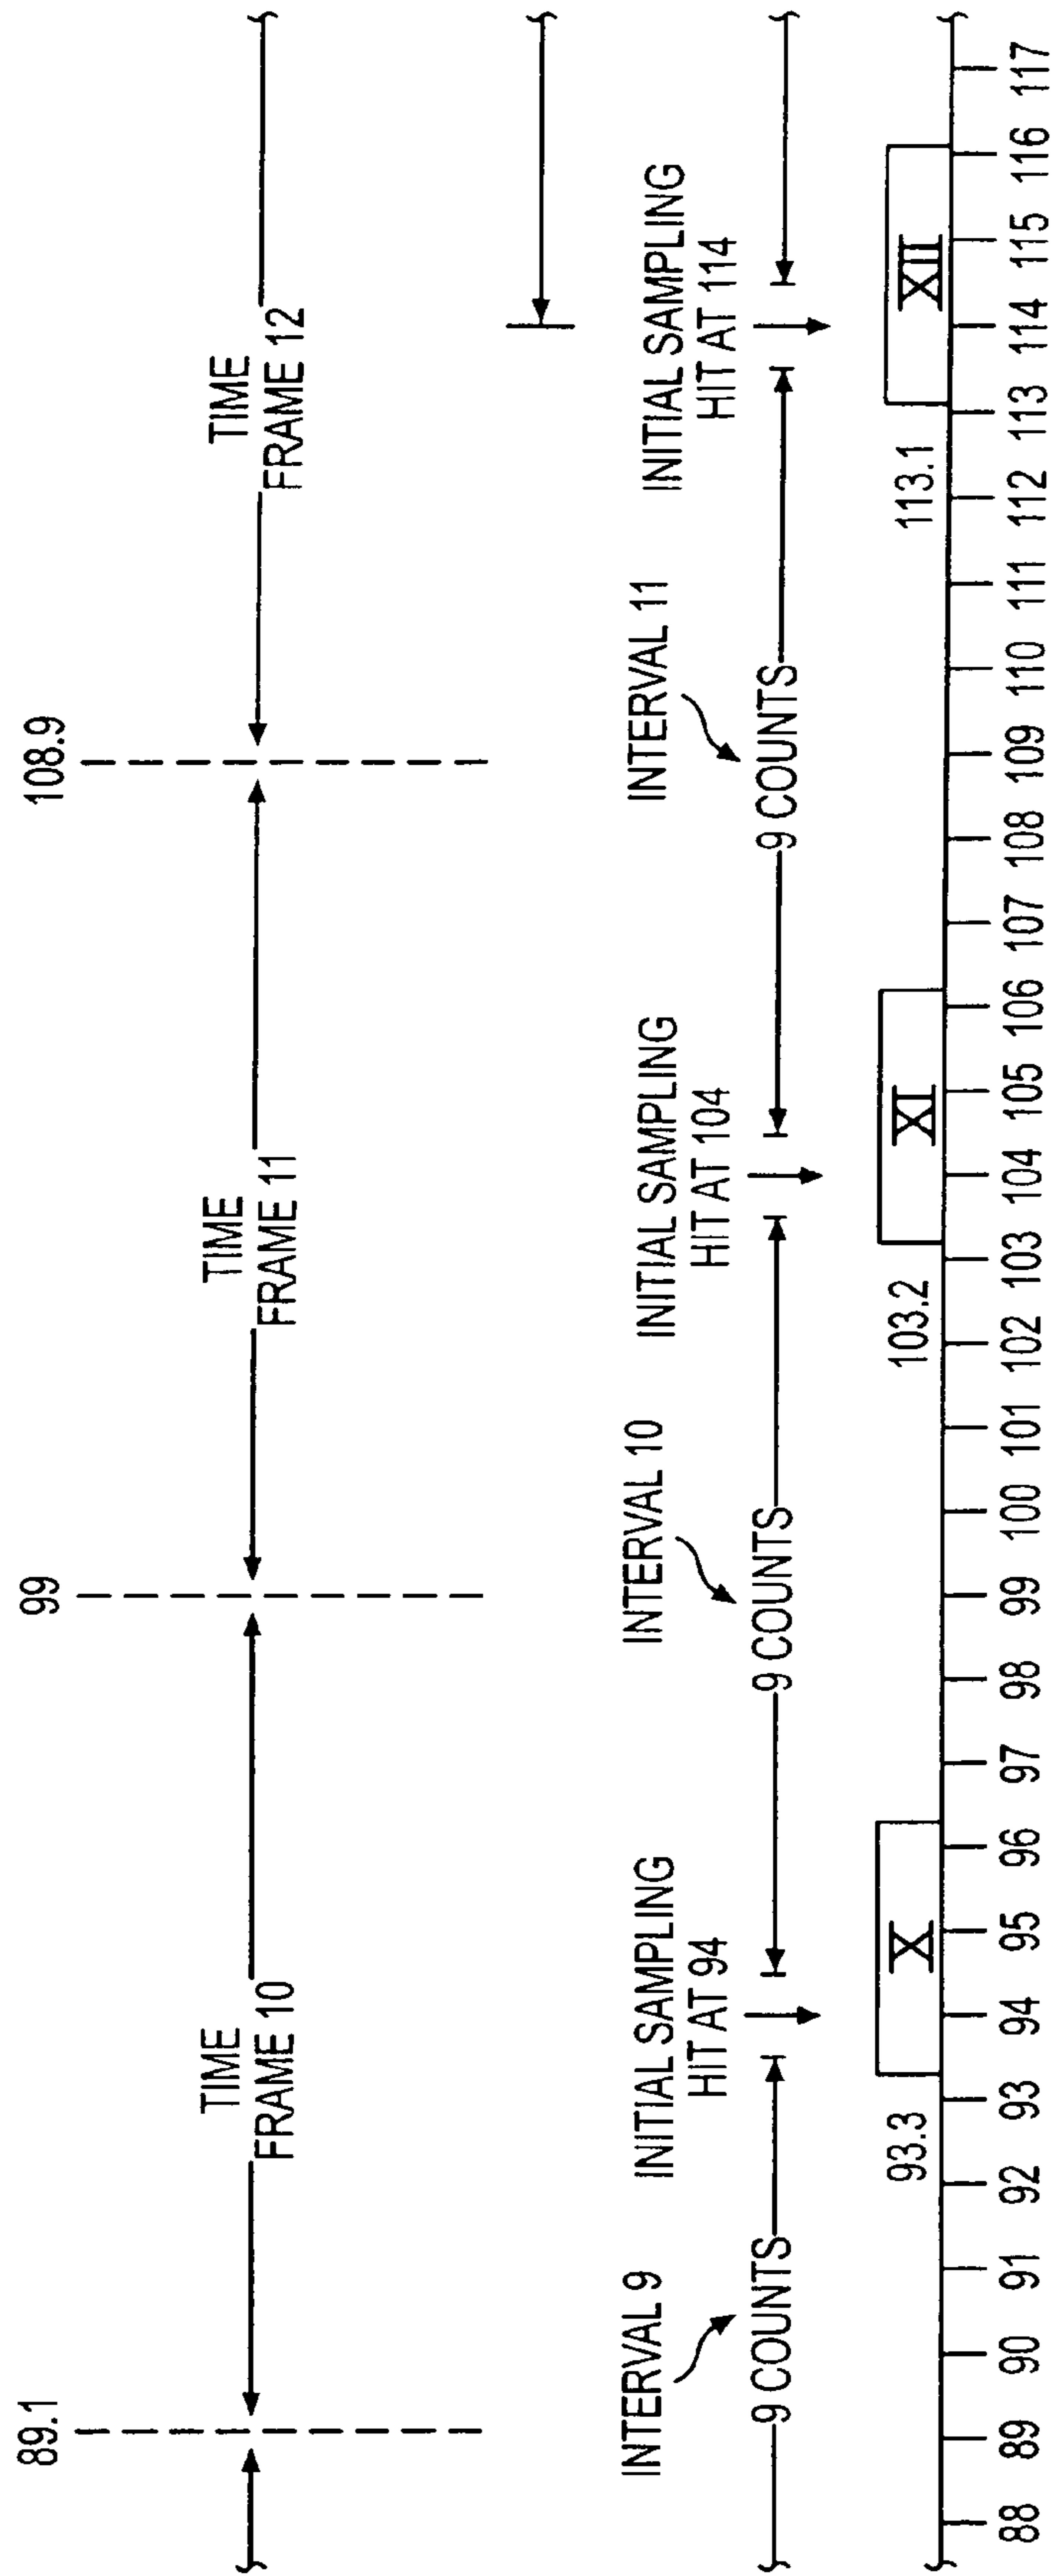 89.1
99
108.9
TIME
FRAME 10
TIME
FRAME 11
TIME
FRAME 12
INTERVAL 9
9 COUNTS
INITIAL SAMPLING
HIT AT 94
INTERVAL 10
9 COUNTS
INITIAL SAMPLING
HIT AT 104
INTERVAL 11
9 COUNTS
INITIAL SAMPLING
HIT AT 114
93.3
X
103.2
XI
113.1
XII
88 89 90 91 92 93 94 95 96 97 98 99 100 101 102 103 104 105 106 107 108 109 110 111 112 113 114 115 116 117